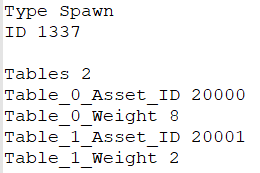 Type Spawn
ID 1337

Tables 2
Table_0_Asset_ID 20000
Table_0_Weight 8
Table_1_Asset_ID 20001
Table_1_Weight 2